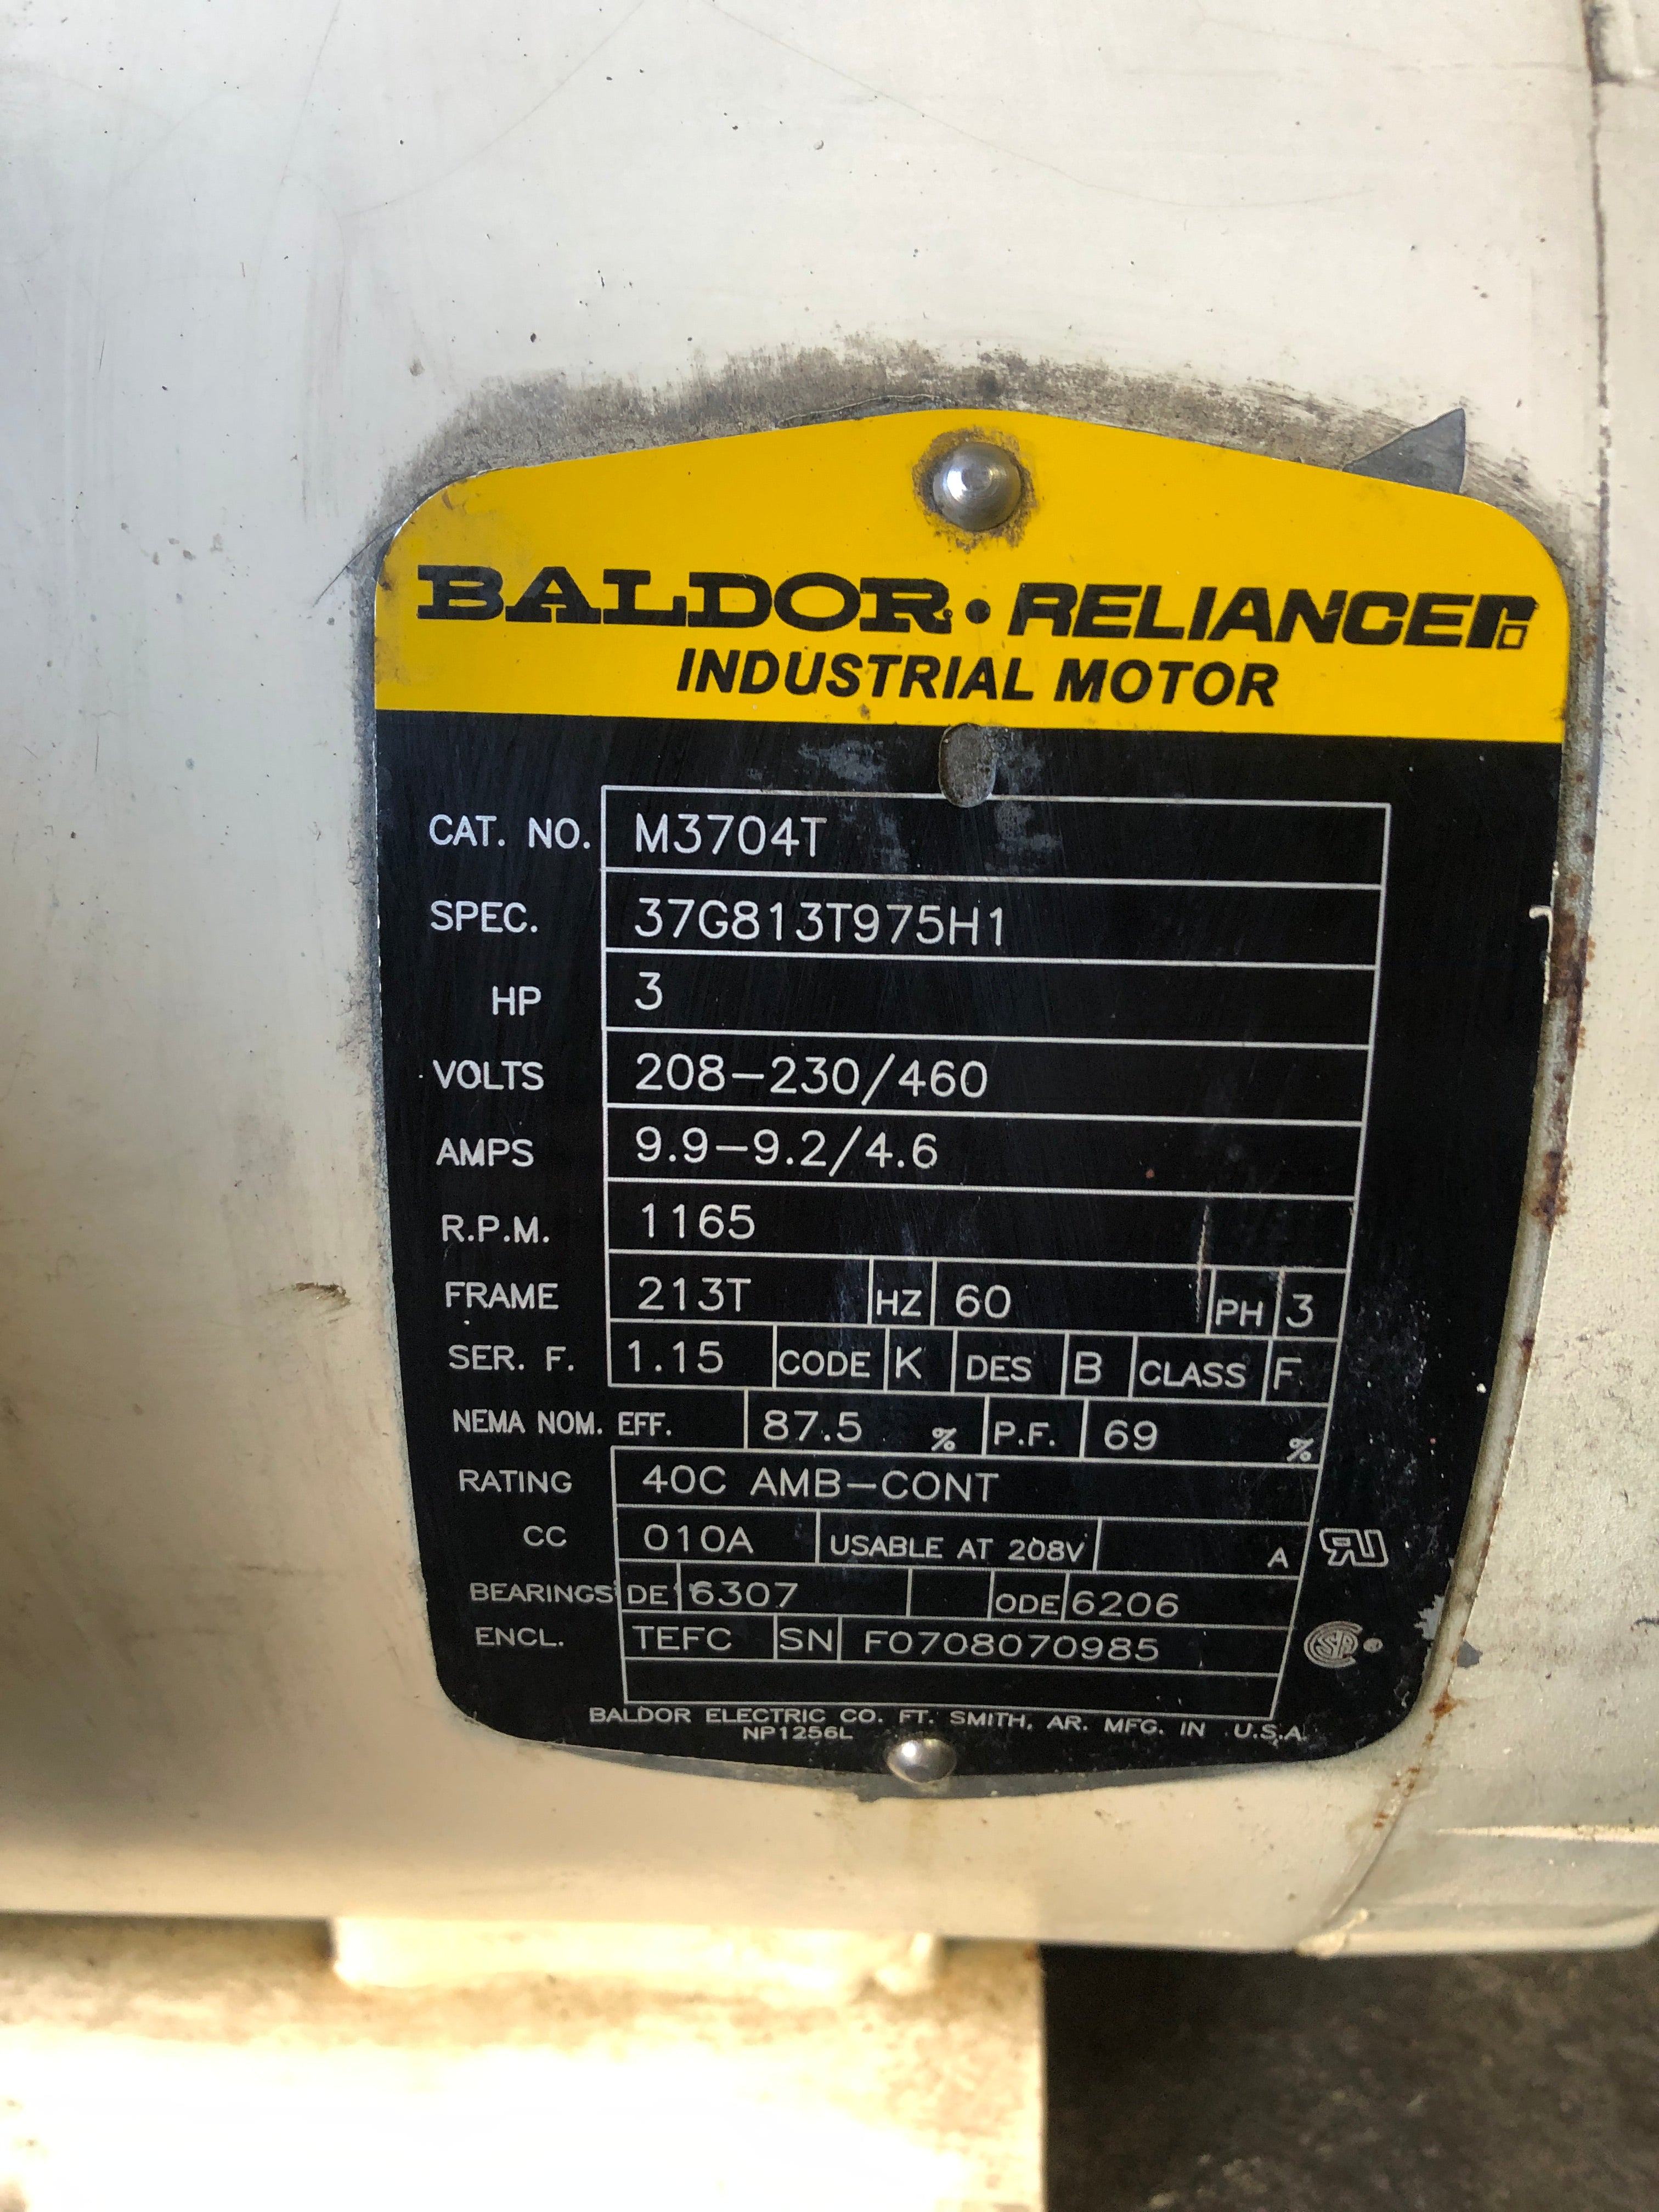 BALDOR • RELIANCE
INDUSTRIAL MOTOR
CAT. NO. M3704T
SPEC. 37G813T975H1
HP 3
VOLTS 208-230/460
AMPS 9.9-9.2/4.6
R.P.M. 1165
FRAME 213T HZ 60 PH 3
SER. F. 1.15 CODE K DES B CLASS F
NEMA NOM. EFF. 87.5 % P.F. 69 %
RATING 40C AMB-CONT
CC 010A USABLE AT 208V A
BEARINGS DE 6307 ODE 6206
ENCL. TEFC SN F0708070985
BALDOR ELECTRIC CO. FT. SMITH, AR. MFG. IN U.S.A.
NP1256L